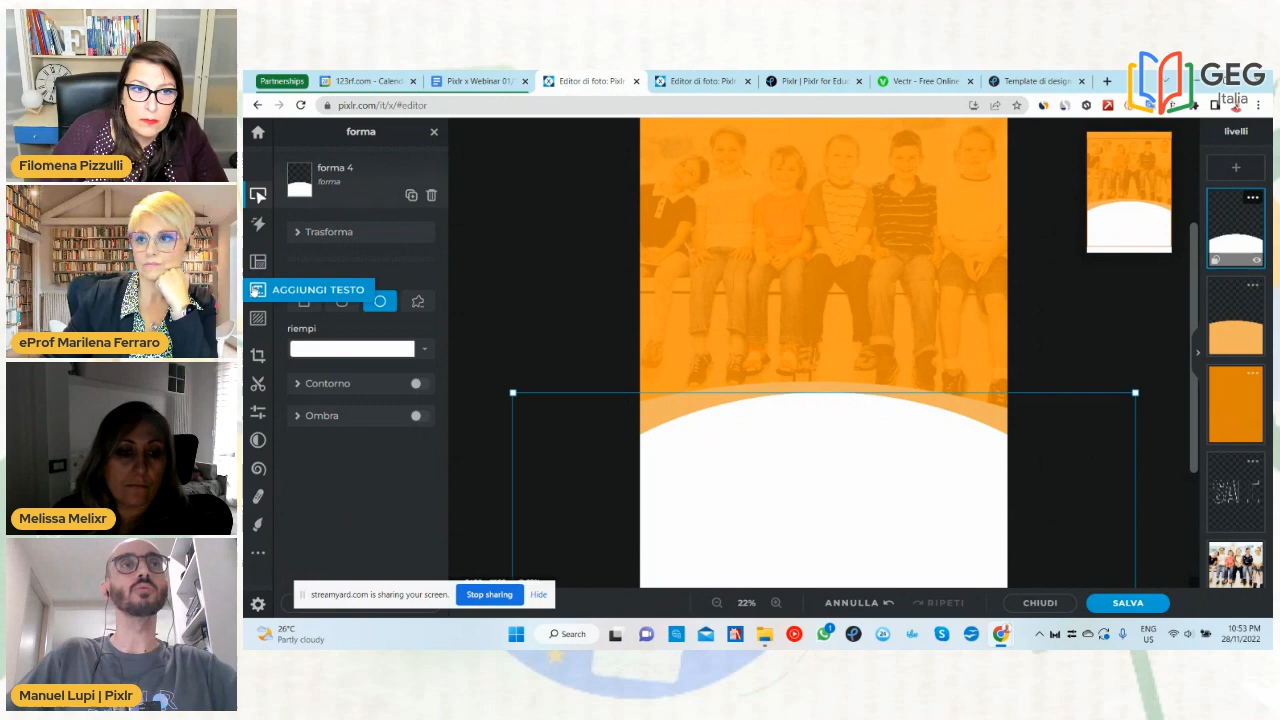 Filomena Pizzulli
eProf Marilena Ferraro
Melissa Melixr
Manuel Lupi | Pixlr
GEG
Italia
Partnerships
123rf.com - Calend
Pixlr x Webinar 01/
Editor di foto: Pixlr
Editor di foto: Pixlr
Pixlr | Pixlr for Educ
Vectr - Free Online
Template di design
pixlr.com/it/x/#editor
forma
forma 4
forma
Trasforma
AGGIUNGI TESTO
riempi
Contorno
Ombra
livelli
streamyard.com is sharing your screen.
Stop sharing
Hide
22%
ANNULLA
RIPETI
CHIUDI
SALVA
26°C
Partly cloudy
Search
ENG
US
10:53 PM
28/11/2022